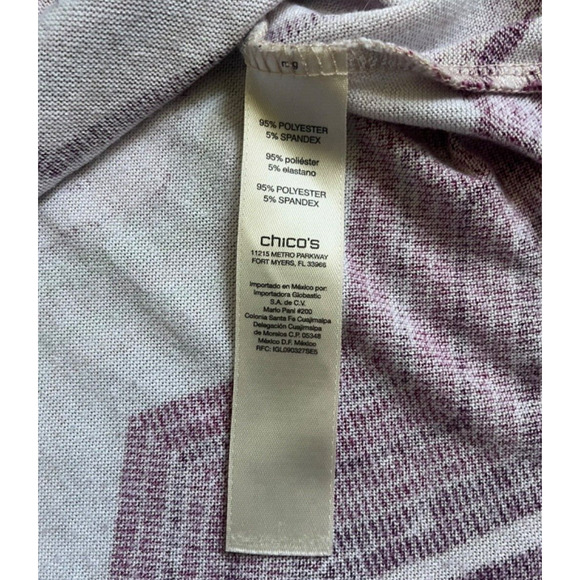 95% POLYESTER
5% SPANDEX
95% poliéster
5% elastano
95% POLYESTER
5% SPANDEX
chico's
11215 METRO PARKWAY
FORT MYERS, FL 33966
Importado en México por:
Importadora Globastic
S.A. de C.V.
Mario Pani #200
Colonia Santa Fe Cuajimalpa
Delegación Cuajimalpa
de Morelos C.P. 05348
México D.F. México
RFC: IGL090327SE5